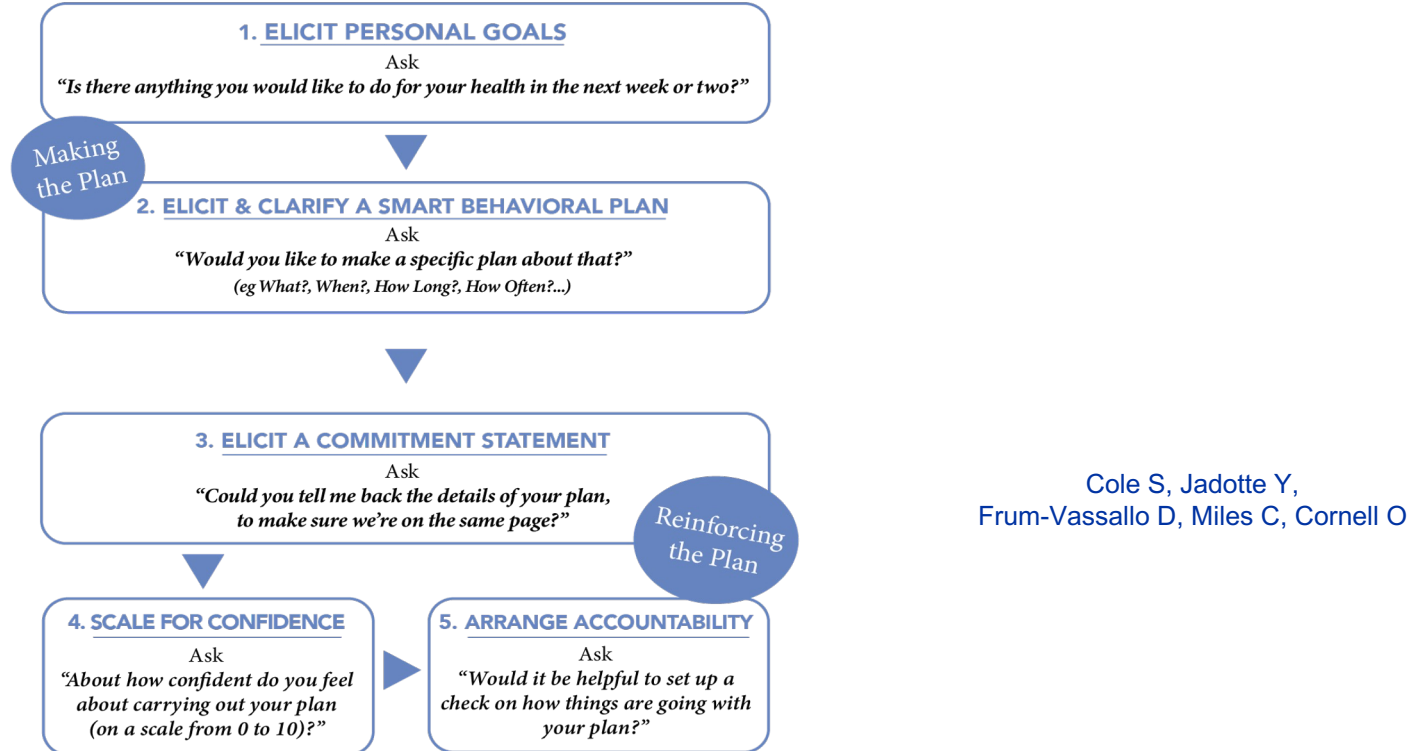 1. ELICIT PERSONAL GOALS
Ask
“Is there anything you would like to do for your health in the next week or two?”
Making
the Plan
2. ELICIT & CLARIFY A SMART BEHAVIORAL PLAN
Ask
“Would you like to make a specific plan about that?”
(eg What?, When?, How Long?, How Often?...)
3. ELICIT A COMMITMENT STATEMENT
Ask
“Could you tell me back the details of your plan,
to make sure we’re on the same page?”
Reinforcing
the Plan
4. SCALE FOR CONFIDENCE
Ask
“About how confident do you feel
about carrying out your plan
(on a scale from 0 to 10)?”
5. ARRANGE ACCOUNTABILITY
Ask
“Would it be helpful to set up a
check on how things are going with
your plan?”
Cole S, Jadotte Y,
Frum-Vassallo D, Miles C, Cornell O